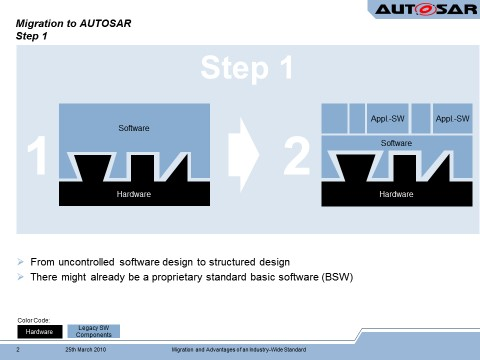 AUTOSAR
Migration to AUTOSAR
Step 1
Step 1
1
Software
Hardware
2
Appl.-SW
Appl.-SW
Software
Hardware
From uncontrolled software design to structured design
There might already be a proprietary standard basic software (BSW)
Color Code:
Hardware
Legacy SW
Components
2 25th March 2010 Migration and Advantages of an Industry-Wide Standard